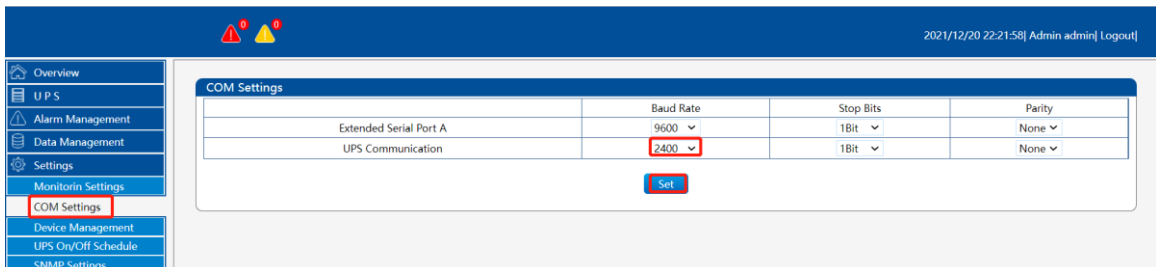 0 0
2021/12/20 22:21:58| Admin admin| Logout|
Overview
UPS
Alarm Management
Data Management
Settings
Monitorin Settings
COM Settings
Device Management
UPS On/Off Schedule
SNMP Settings
COM Settings
Baud Rate Stop Bits Parity
Extended Serial Port A 9600 1Bit None
UPS Communication 2400 1Bit None
Set